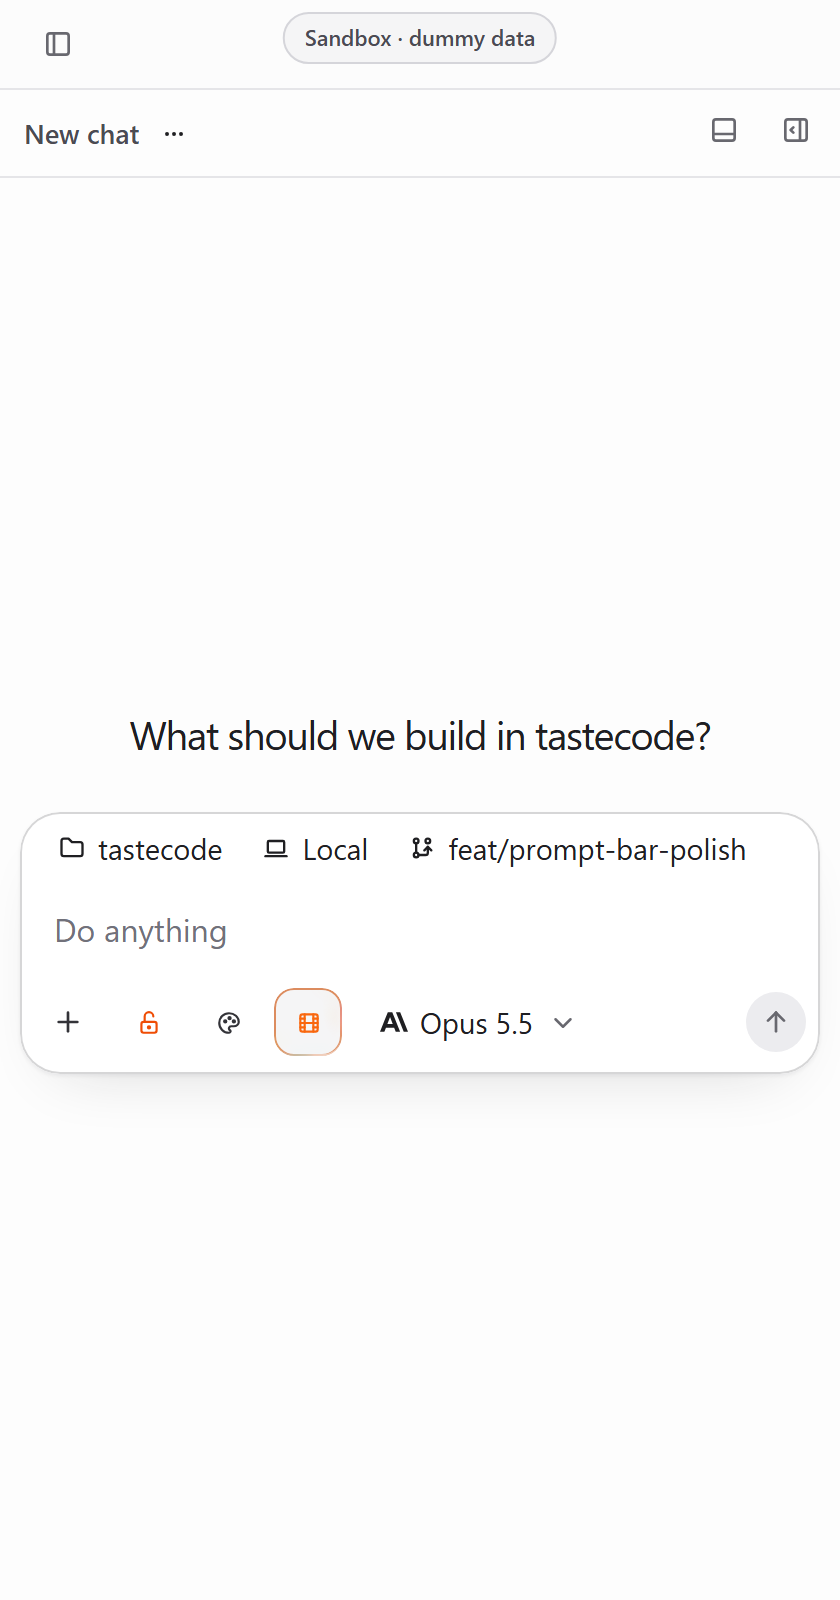 Sandbox · dummy data
New chat
What should we build in tastecode?
tastecode Local feat/prompt-bar-polish
Do anything
Opus 5.5